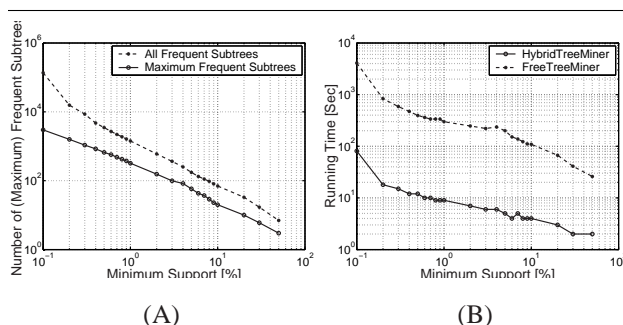 Number of (Maximum) Frequent Subtrees
10^6
10^4
10^2
10^0
All Frequent Subtrees
Maximum Frequent Subtrees
10^-1
10^0
10^1
10^2
Minimum Support [%]
(A)
Running Time [Sec]
10^4
10^3
10^2
10^1
10^0
HybridTreeMiner
FreeTreeMiner
10^-1
10^0
10^1
10^2
Minimum Support [%]
(B)